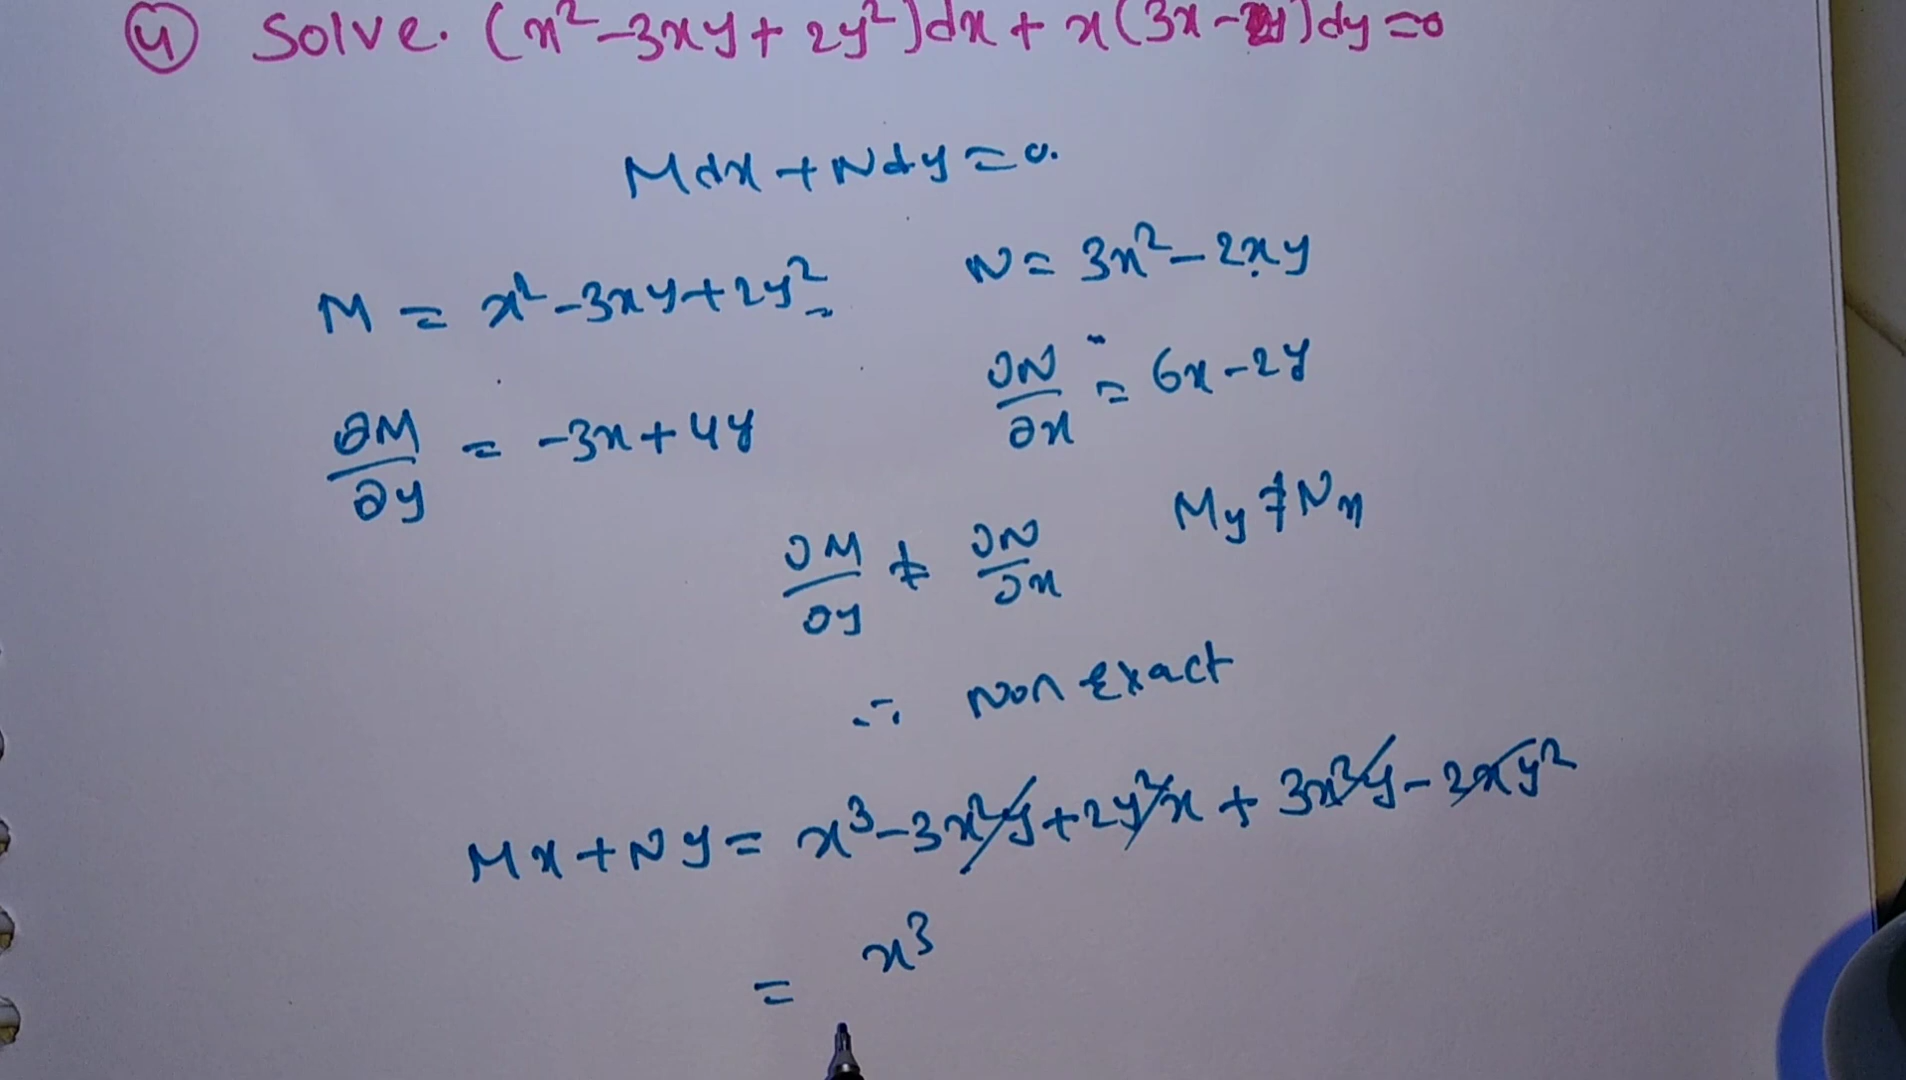 ④ Solve. (x²-3xy+2y²)dx + x(3x-2y)dy=0
Mdx+Ndy=0.
M = x²-3xy+2y² N= 3x²-2xy
∂M/∂y = -3x+4y ∂N/∂x = 6x-2y
∂M/∂y ≠ ∂N/∂x My≠Nx
∴ Non Exact
Mx+Ny= x³-3x²y+2y²x+3x²y-2xy²
= x³